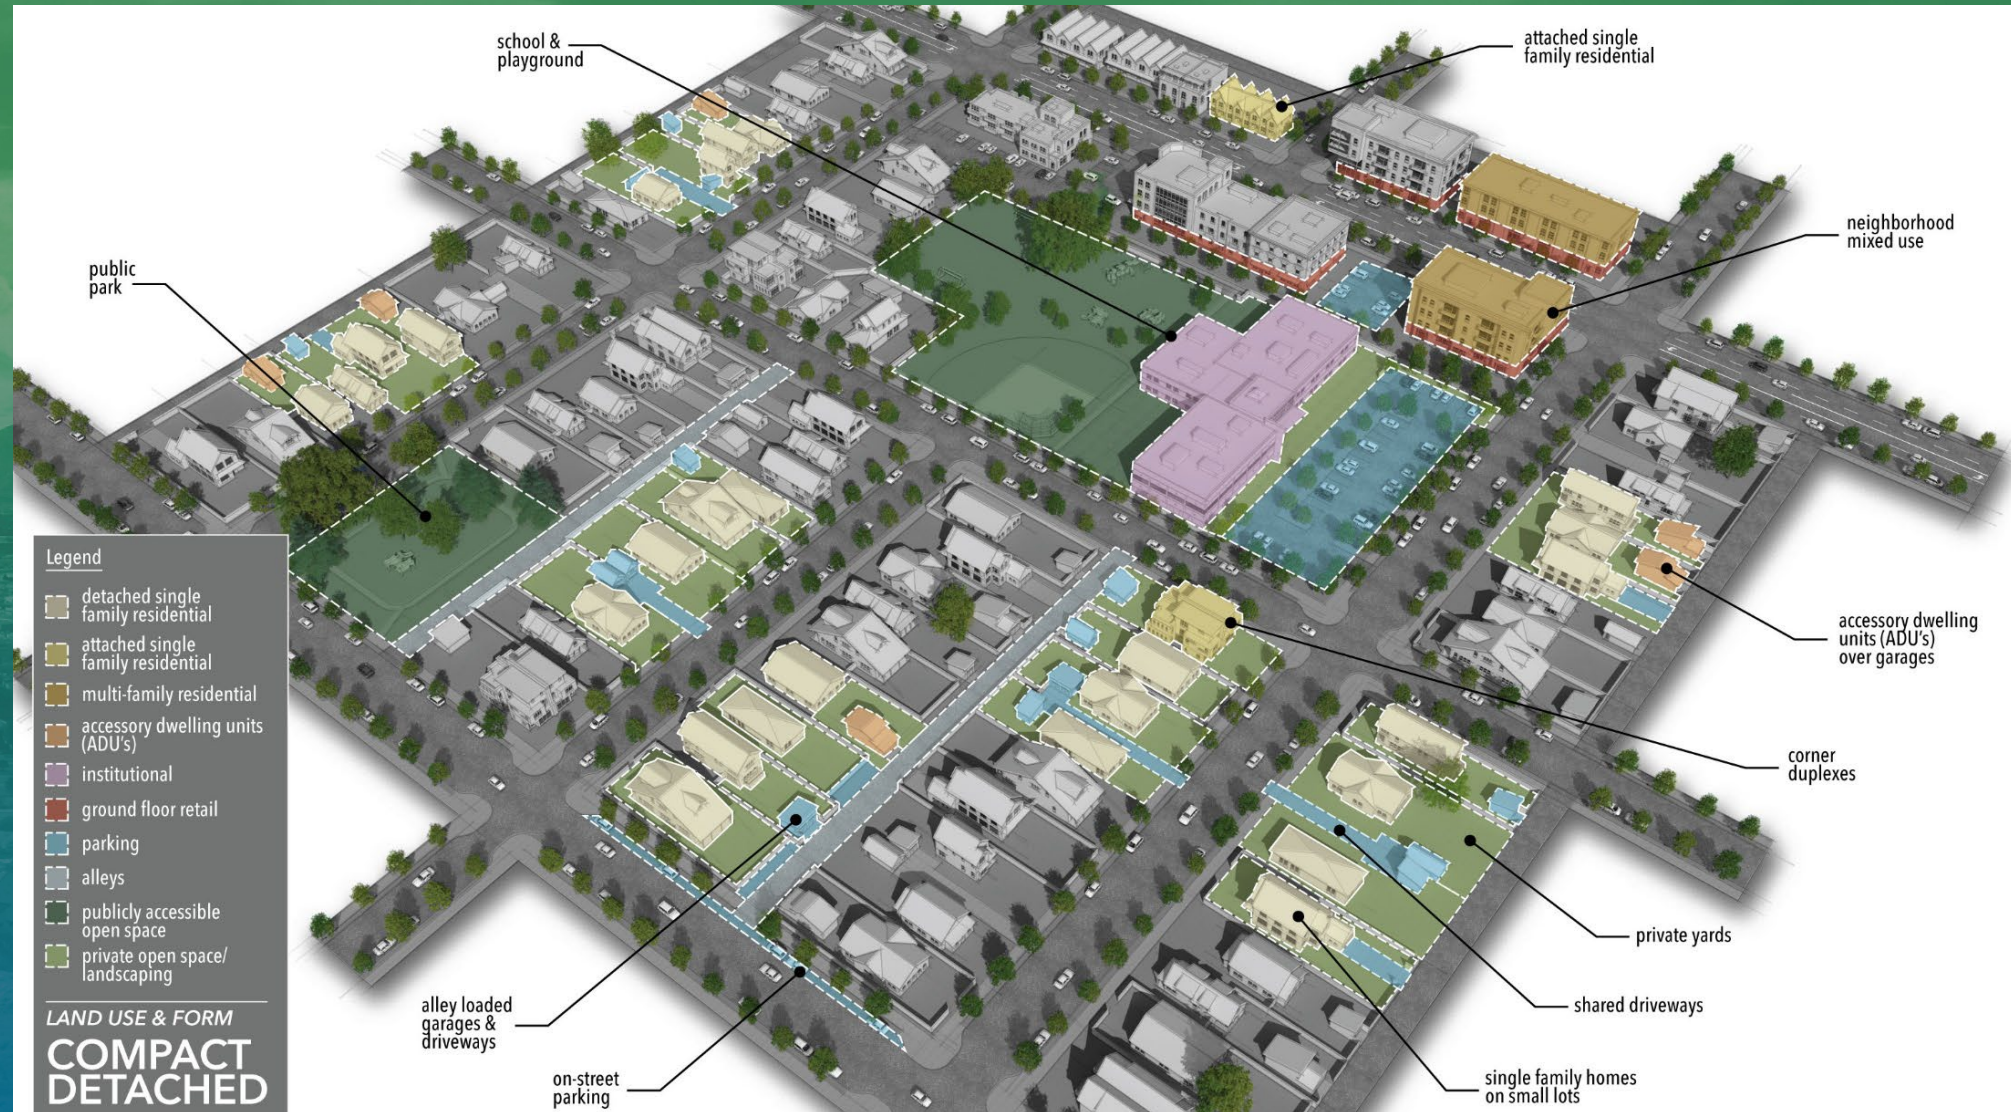 school &
playground
attached single
family residential
public
park
neighborhood
mixed use
accessory dwelling
units (ADU's)
over garages
corner
duplexes
private yards
shared driveways
single family homes
on small lots
alley loaded
garages &
driveways
on-street
parking
Legend
detached single
family residential
attached single
family residential
multi-family residential
accessory dwelling units
(ADU's)
institutional
ground floor retail
parking
alleys
publicly accessible
open space
private open space/
landscaping
LAND USE & FORM
COMPACT
DETACHED